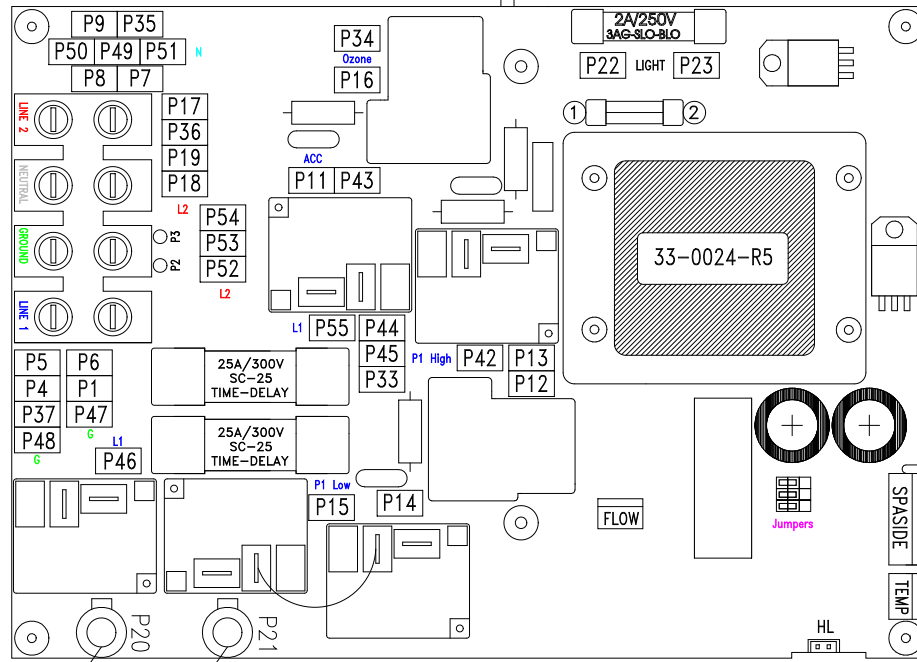 P9 P35
P50 P49 P51 N
P8 P7
P34
Ozone
P16
2A/250V
3AG-SLO-BLO
P22 LIGHT P23
1 2
LINE 2
NEUTRAL
GROUND
LINE 1
P17
P36
P19
P18
L2
P3
P2
P54
P53
P52
L2
ACC
P11 P43
33-0024-R5
L1 P55 P44
P45
P33
P1 High P42 P13
P12
P5 P6
P4 P1
P37 P47
P48 G
G
L1
P46
25A/300V
SC-25
TIME-DELAY
25A/300V
SC-25
TIME-DELAY
P1 Low
P15 P14
FLOW
Jumpers
SPASIDE
TEMP
P20
P21
HL